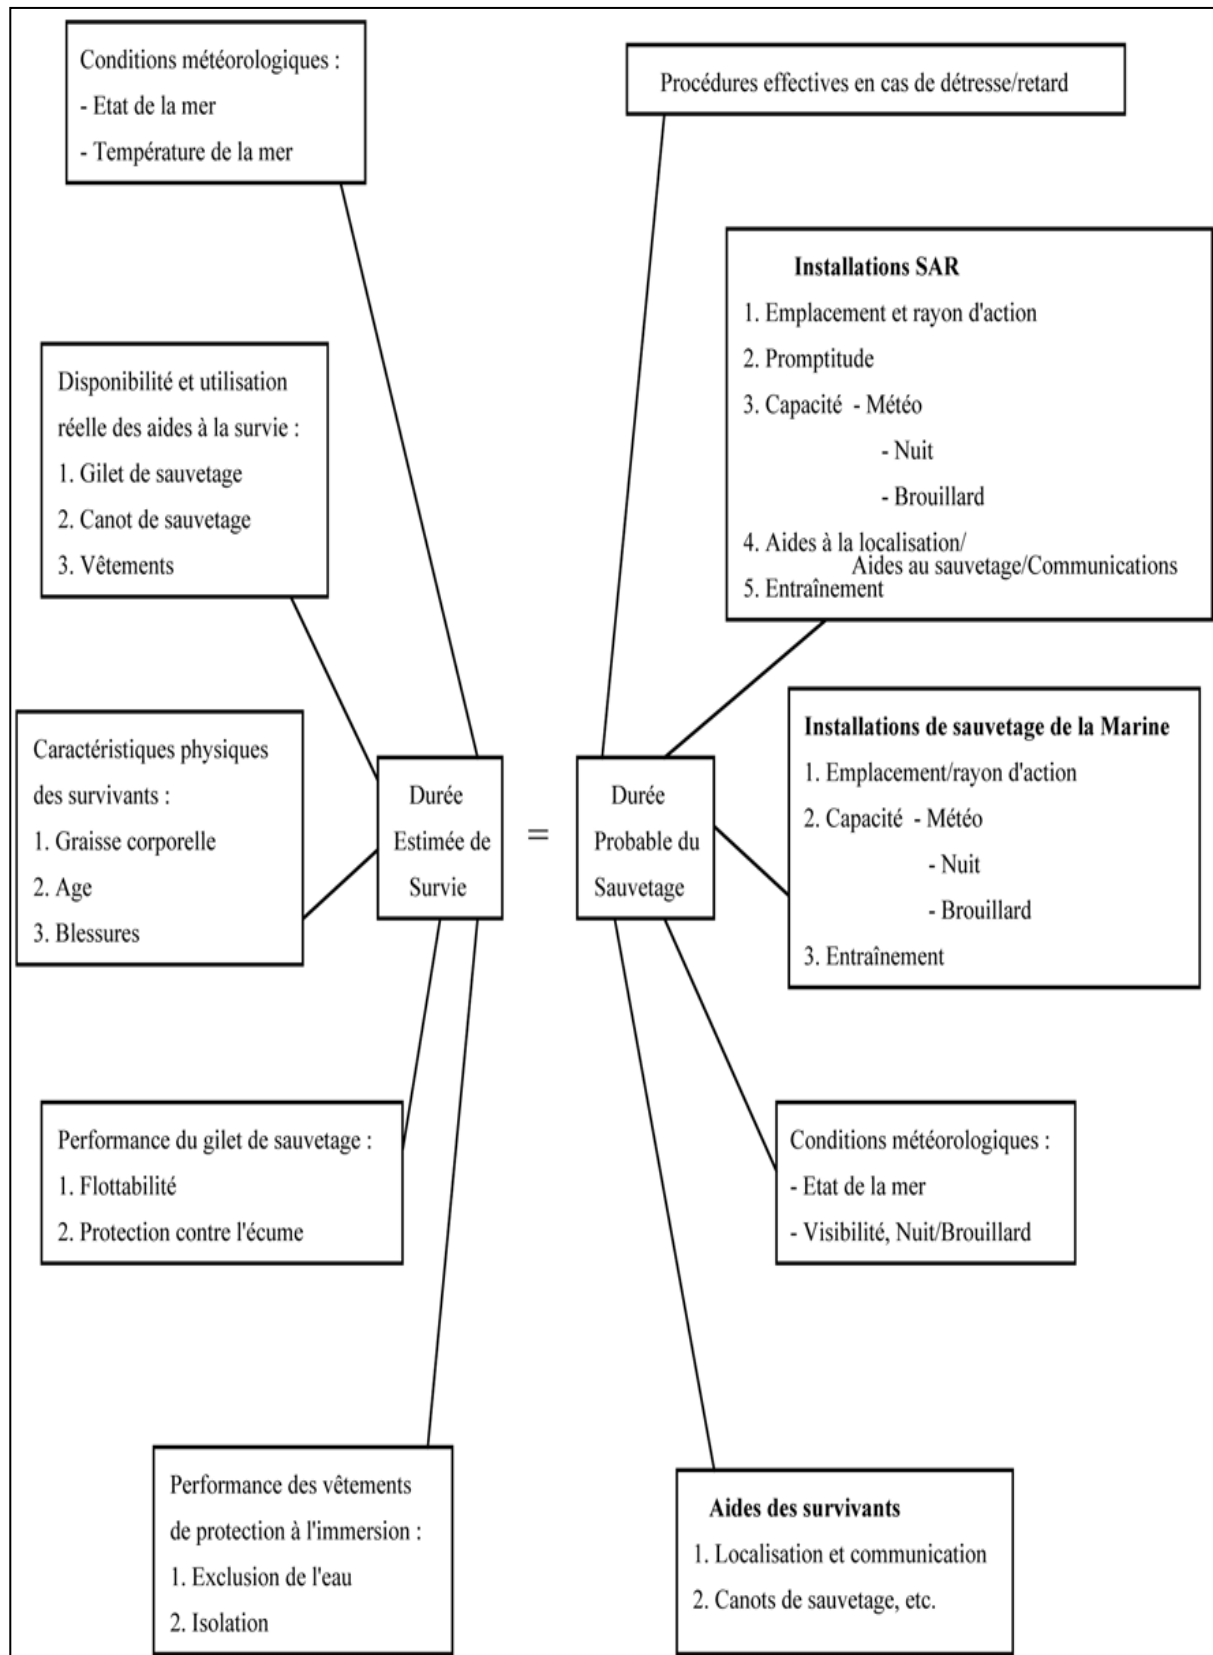 Conditions météorologiques :
- Etat de la mer
- Température de la mer
Procédures effectives en cas de détresse/retard
Installations SAR
1. Emplacement et rayon d'action
2. Promptitude
3. Capacité - Météo
- Nuit
- Brouillard
4. Aides à la localisation/
Aides au sauvetage/Communications
5. Entraînement
Disponibilité et utilisation
réelle des aides à la survie :
1. Gilet de sauvetage
2. Canot de sauvetage
3. Vêtements
Caractéristiques physiques
des survivants :
1. Graisse corporelle
2. Age
3. Blessures
Durée
Estimée de
Survie
=
Durée
Probable du
Sauvetage
Installations de sauvetage de la Marine
1. Emplacement/rayon d'action
2. Capacité - Météo
- Nuit
- Brouillard
3. Entraînement
Performance du gilet de sauvetage :
1. Flottabilité
2. Protection contre l'écume
Conditions météorologiques :
- Etat de la mer
- Visibilité, Nuit/Brouillard
Performance des vêtements
de protection à l'immersion :
1. Exclusion de l'eau
2. Isolation
Aides des survivants
1. Localisation et communication
2. Canots de sauvetage, etc.